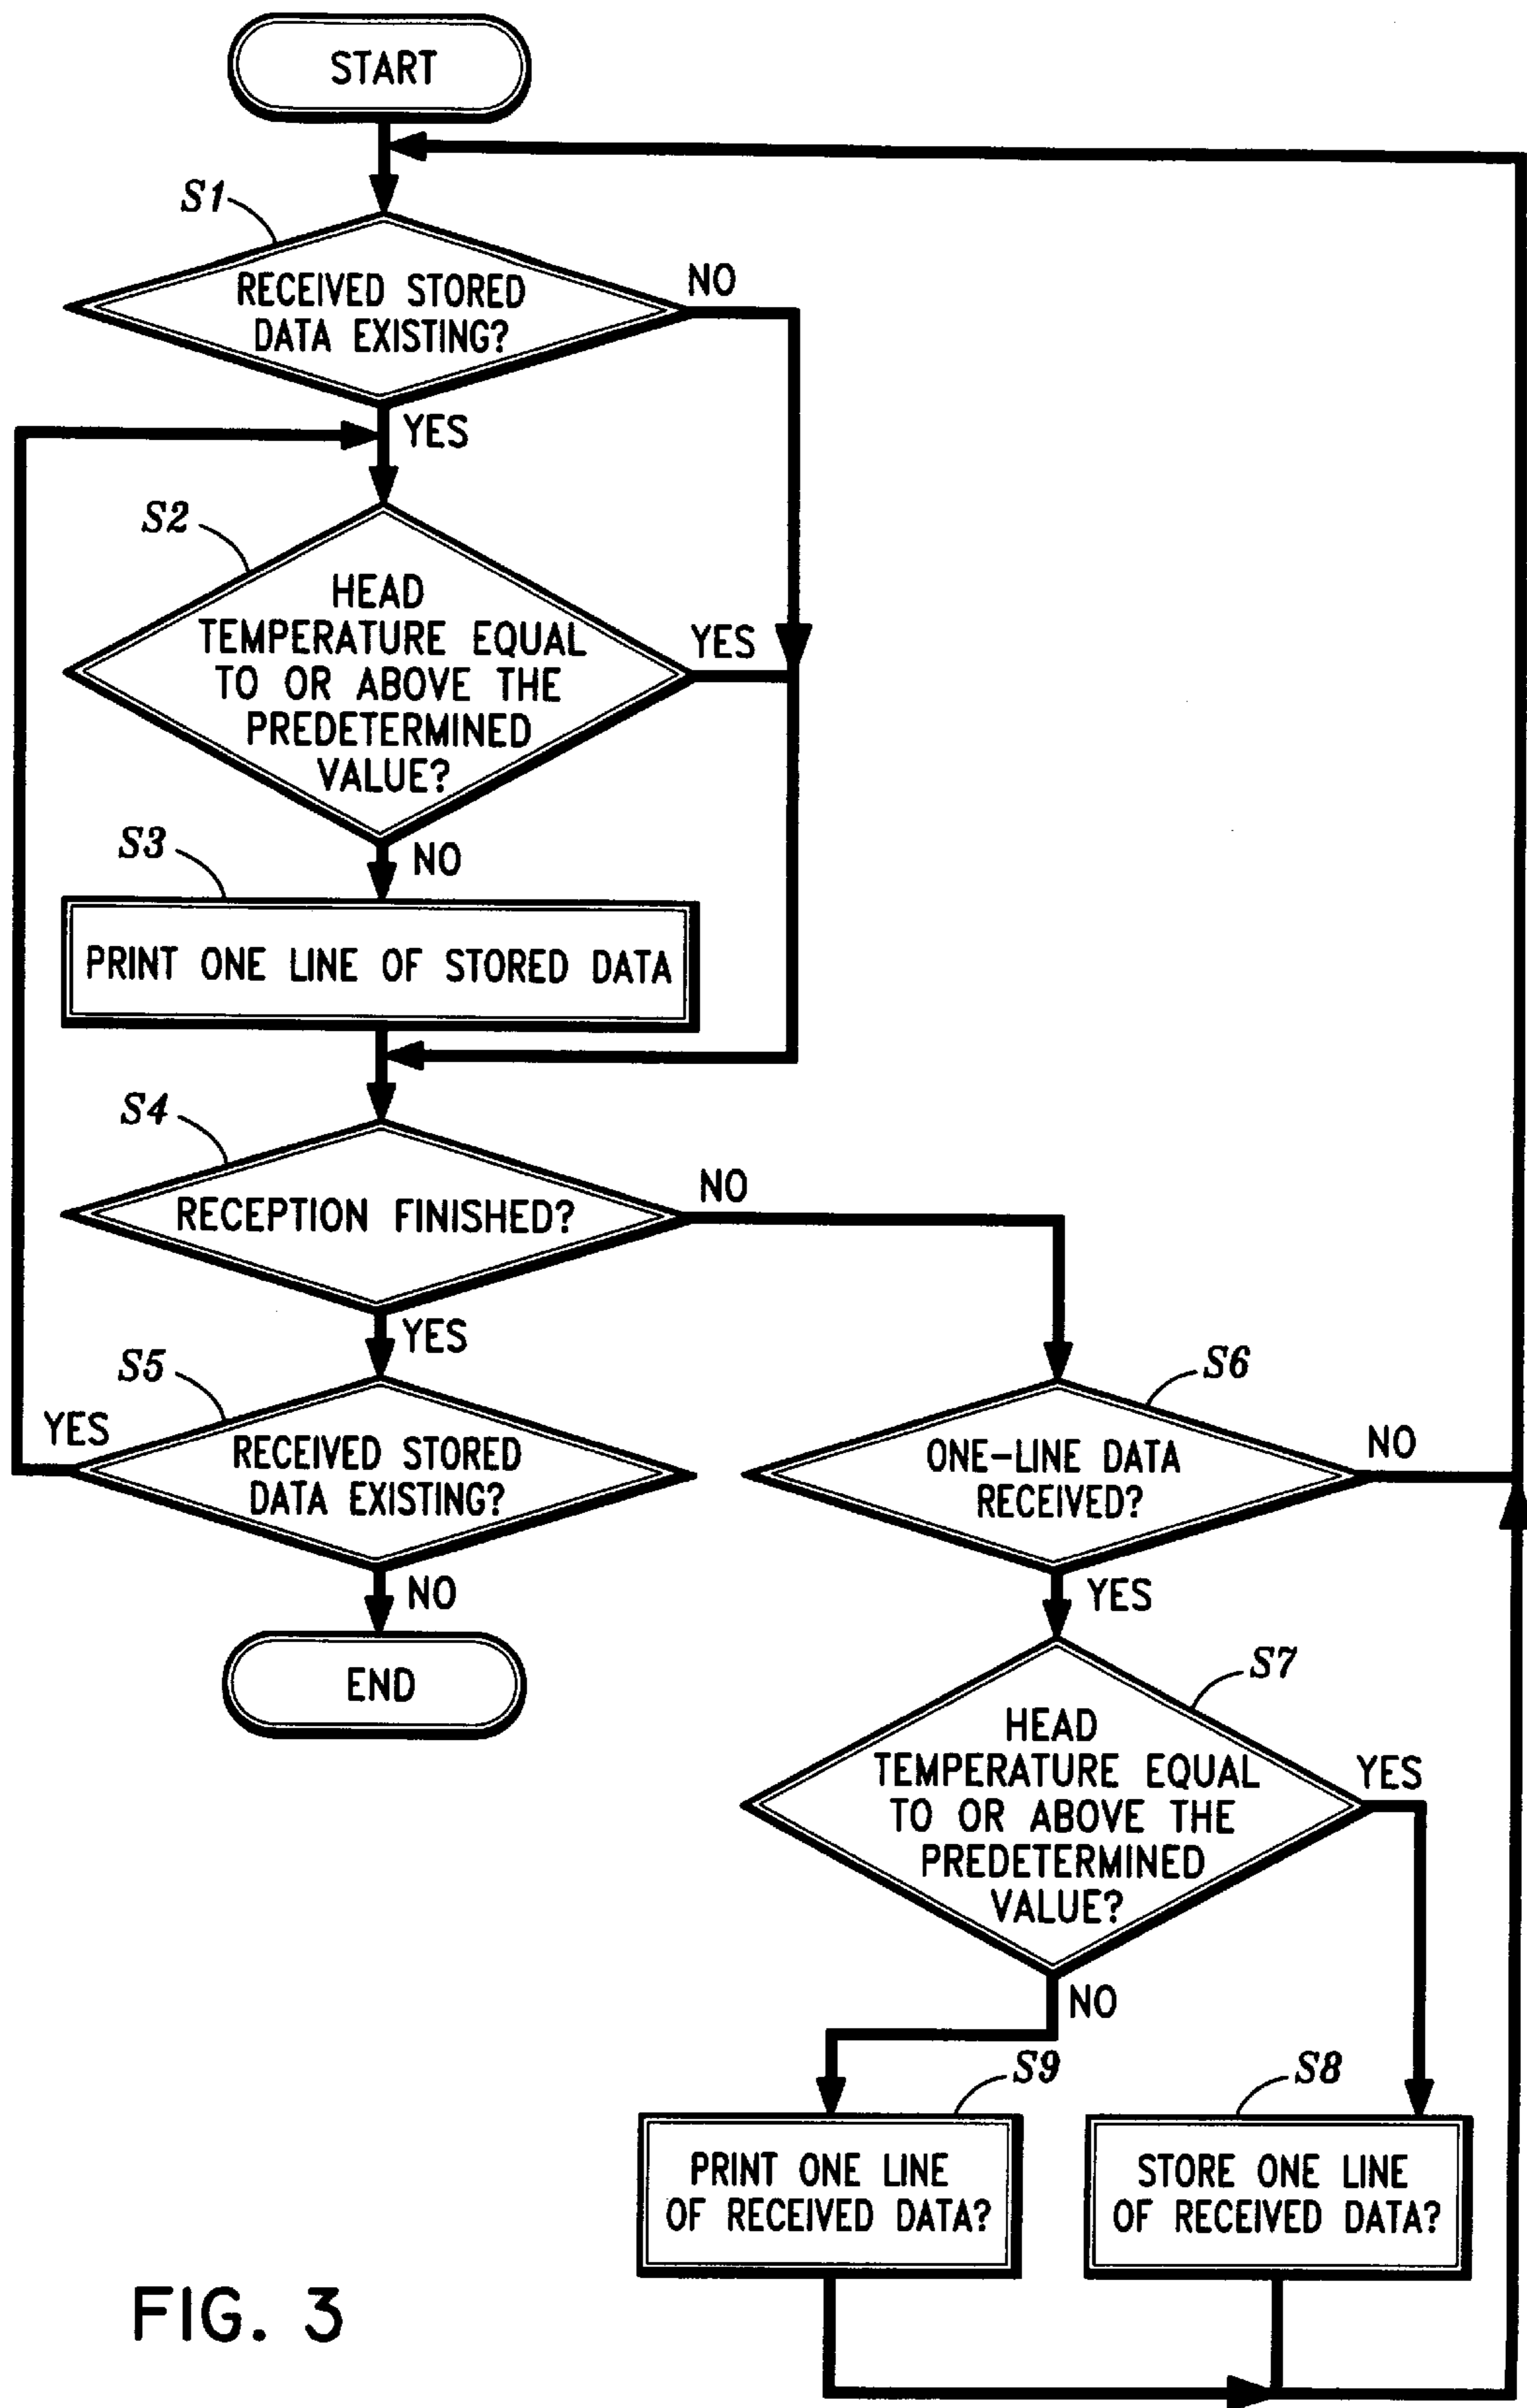 START
S1
RECEIVED STORED
DATA EXISTING?
NO
YES
S2
HEAD
TEMPERATURE EQUAL
TO OR ABOVE THE
PREDETERMINED
VALUE?
YES
NO
S3
PRINT ONE LINE OF STORED DATA
S4
RECEPTION FINISHED?
NO
YES
S5
YES
RECEIVED STORED
DATA EXISTING?
NO
END
S6
ONE-LINE DATA
RECEIVED?
NO
YES
S7
HEAD
TEMPERATURE EQUAL
TO OR ABOVE THE
PREDETERMINED
VALUE?
YES
NO
S9
PRINT ONE LINE
OF RECEIVED DATA?
S8
STORE ONE LINE
OF RECEIVED DATA?
FIG. 3